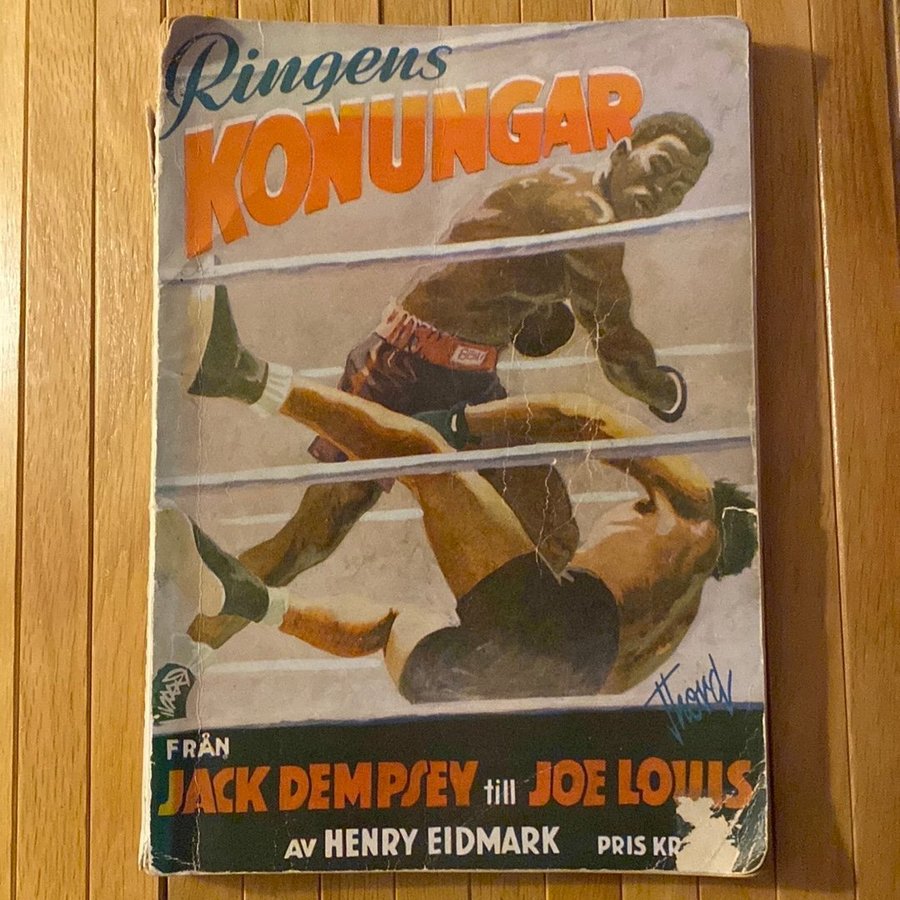 Ringens
KONUNGAR
FRÅN
JACK DEMPSEY till JOE LOUIS
AV HENRY EIDMARK PRIS KR